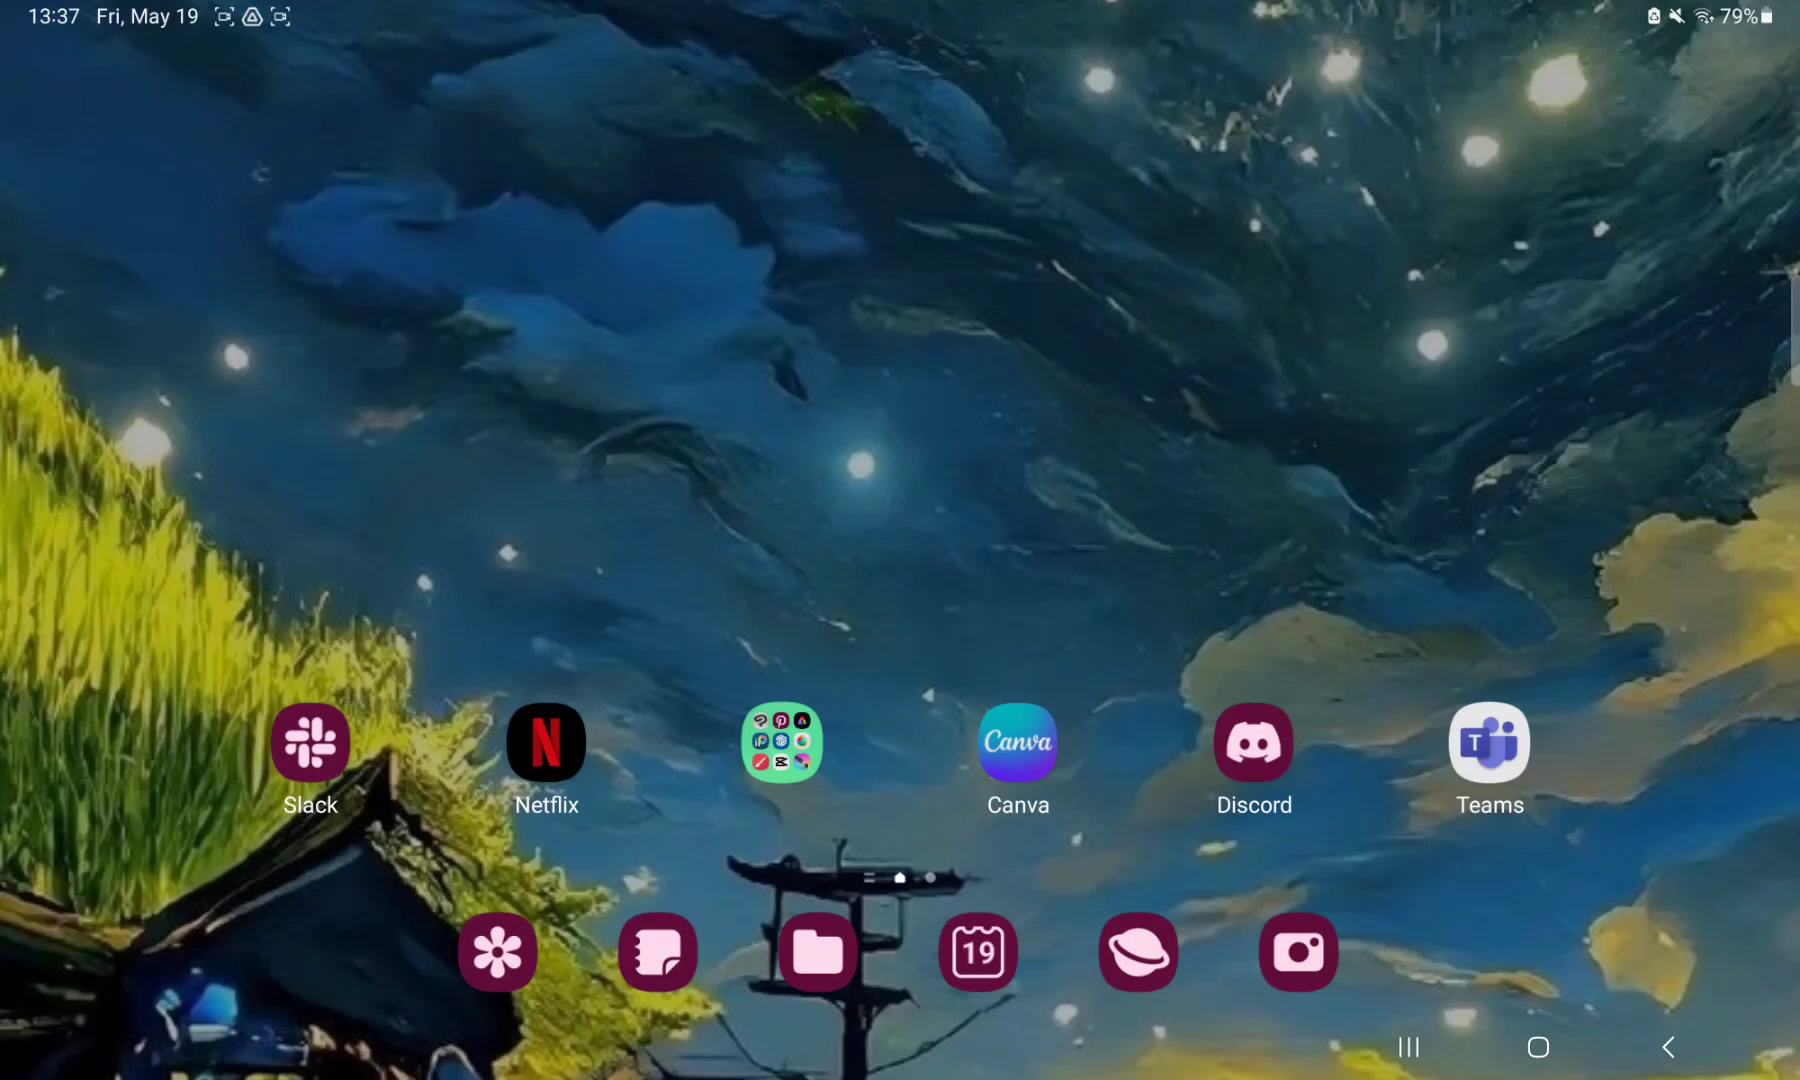 13:37 Fri, May 19
79%
Canva
T
Slack
Netflix
Canva
Discord
Teams
19